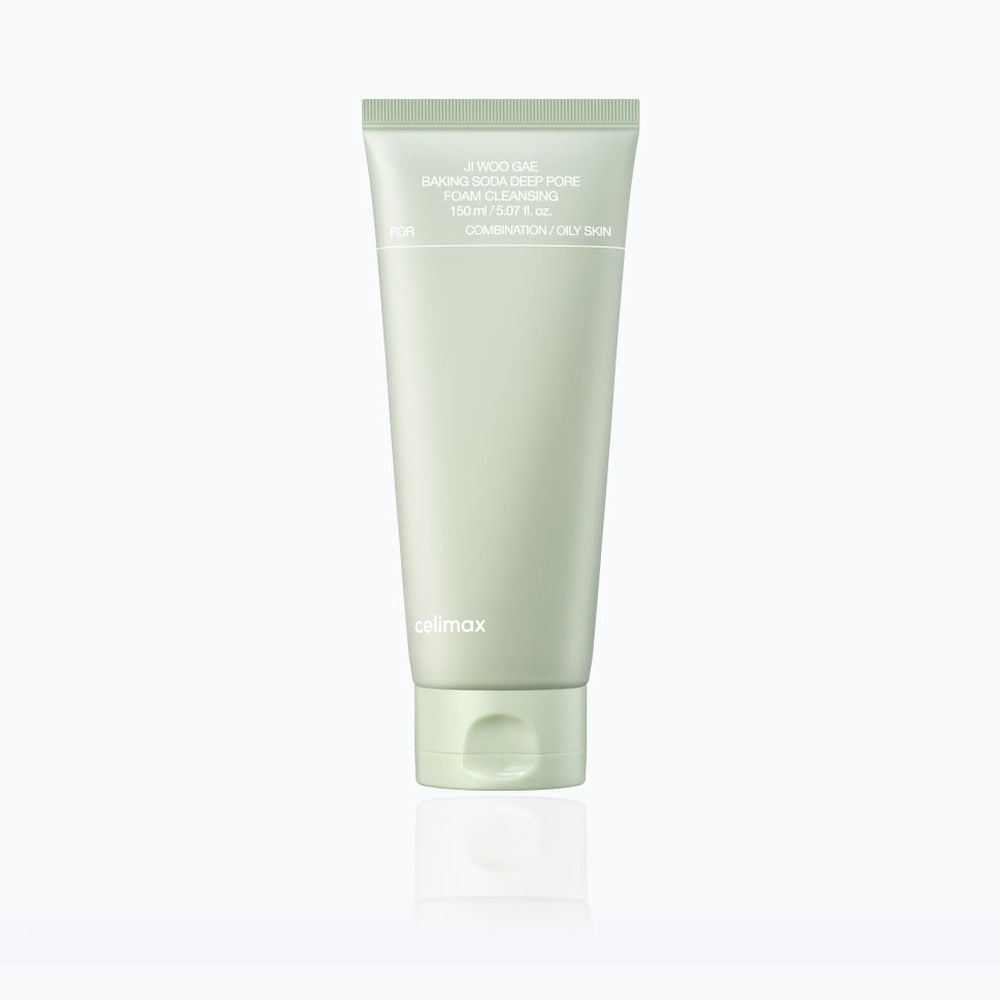 JI WOO GAE
BAKING SODA DEEP PORE
FOAM CLEANSING
150 ml / 5.07 fl. oz.
FOR COMBINATION / OILY SKIN
celimax